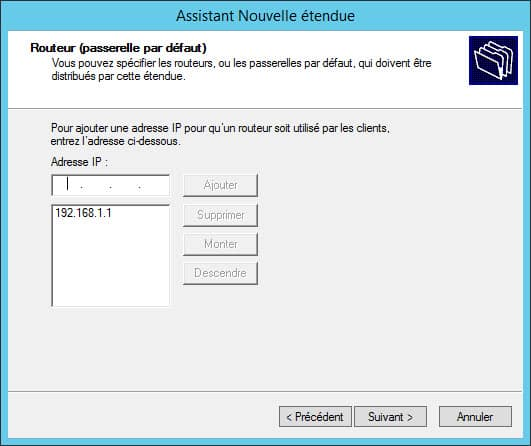 Assistant Nouvelle étendue
Routeur (passerelle par défaut)
Vous pouvez spécifier les routeurs, ou les passerelles par défaut, qui doivent être
distribués par cette étendue.
Pour ajouter une adresse IP pour qu'un routeur soit utilisé par les clients,
entrez l'adresse ci-dessous.
Adresse IP :
. . .
Ajouter
192.168.1.1
Supprimer
Monter
Descendre
< Précédent
Suivant >
Annuler